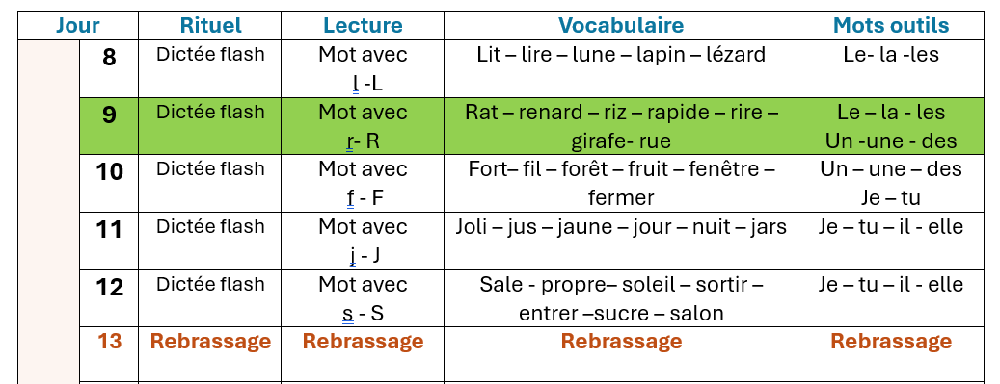 Jour Rituel Lecture Vocabulaire Mots outils
8 Dictée flash Mot avec Lit – lire – lune – lapin – lézard Le- la -les
l -L
9 Dictée flash Mot avec Rat – renard – riz – rapide – rire – Le – la - les
r- R girafe- rue Un -une - des
10 Dictée flash Mot avec Fort– fil – forêt – fruit – fenêtre – Un – une – des
f - F fermer Je – tu
11 Dictée flash Mot avec Joli – jus – jaune – jour – nuit – jars Je – tu – il - elle
j - J
12 Dictée flash Mot avec Sale - propre– soleil – sortir – Je – tu – il - elle
s - S entrer –sucre – salon
13 Rebrassage Rebrassage Rebrassage Rebrassage